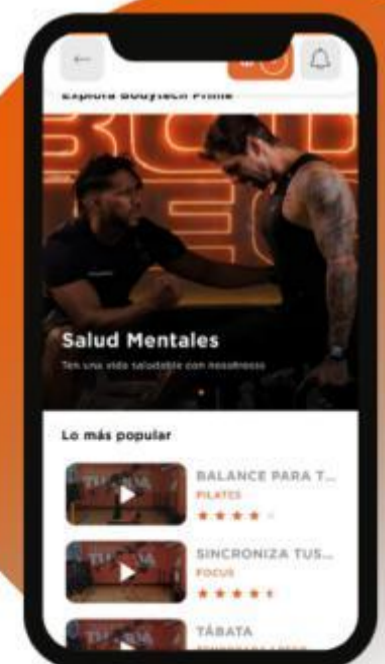 Explora Bodytech Prime
Salud Mentales
Ten una vida saludable con nosotrosss
Lo más popular
BALANCE PARA T...
PILATES
SINCRONIZA TUS...
FOCUS
TÁBATA